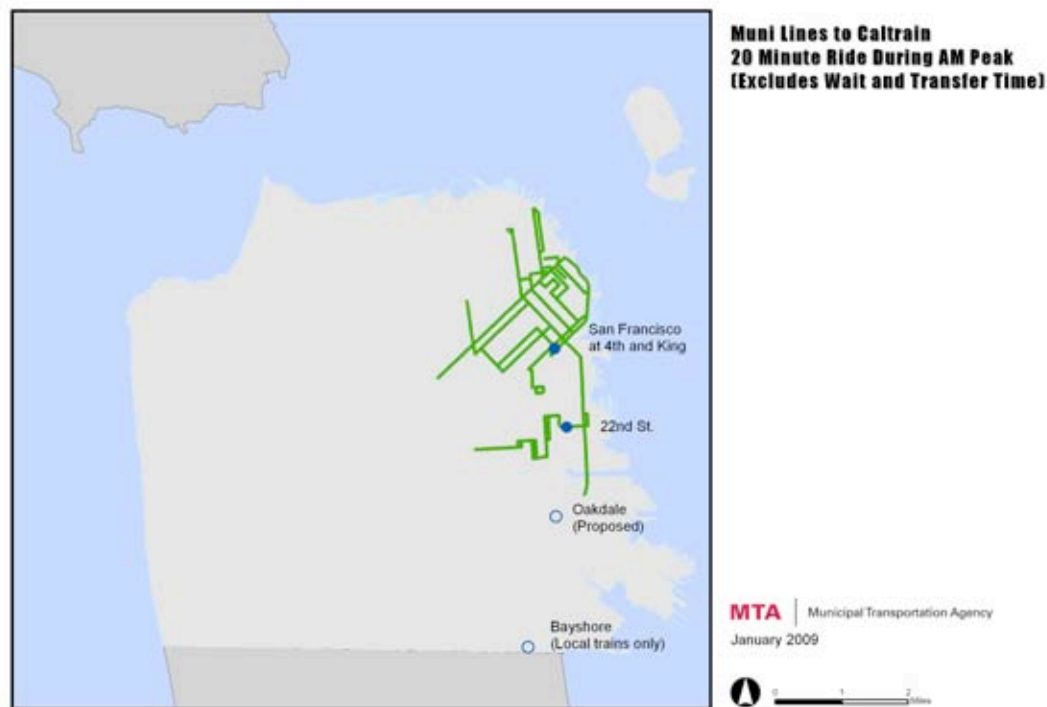 Muni Lines to Caltrain
20 Minute Ride During AM Peak
(Excludes Wait and Transfer Time)
San Francisco
at 4th and King
22nd St.
Oakdale
(Proposed)
Bayshore
(Local trains only)
MTA Municipal Transportation Agency
January 2009
0 1 2
Miles